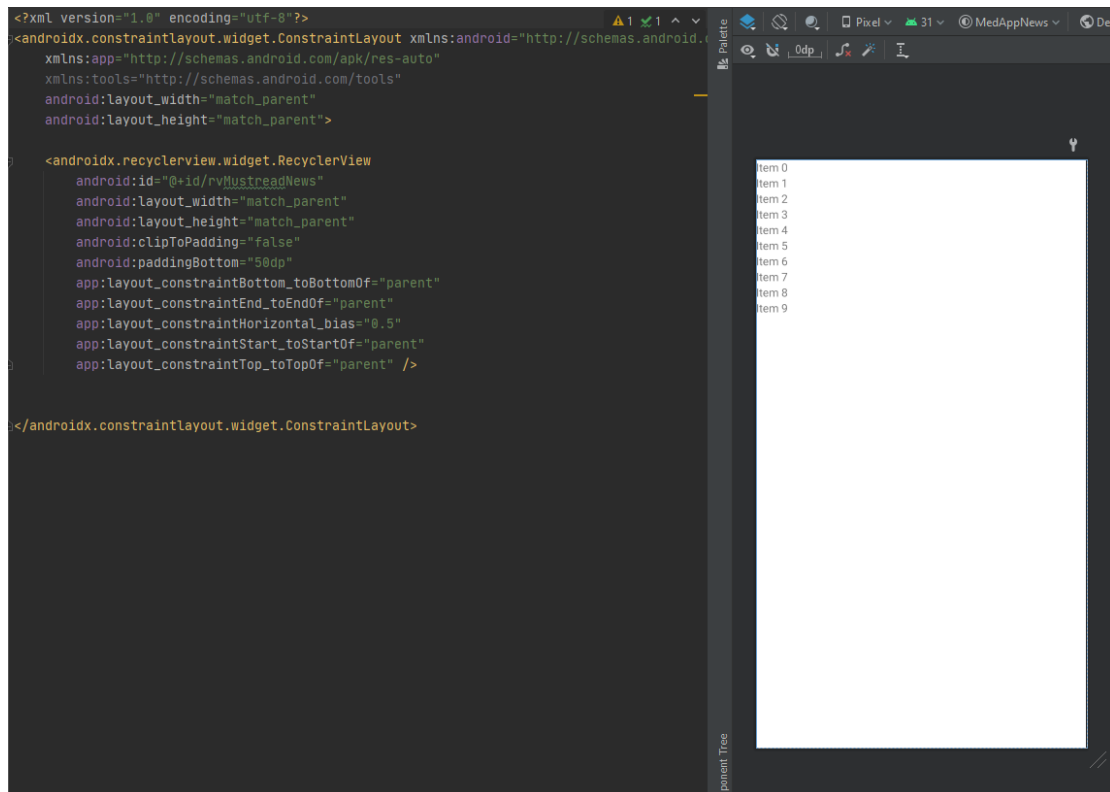 <?xml version="1.0" encoding="utf-8"?>
<androidx.constraintlayout.widget.ConstraintLayout xmlns:android="http://schemas.android.
    xmlns:app="http://schemas.android.com/apk/res-auto"
    xmlns:tools="http://schemas.android.com/tools"
    android:layout_width="match_parent"
    android:layout_height="match_parent">
    <androidx.recyclerview.widget.RecyclerView
        android:id="@+id/rvMustreadNews"
        android:layout_width="match_parent"
        android:layout_height="match_parent"
        android:clipToPadding="false"
        android:paddingBottom="50dp"
        app:layout_constraintBottom_toBottomOf="parent"
        app:layout_constraintEnd_toEndOf="parent"
        app:layout_constraintHorizontal_bias="0.5"
        app:layout_constraintStart_toStartOf="parent"
        app:layout_constraintTop_toTopOf="parent" />
</androidx.constraintlayout.widget.ConstraintLayout>
1 1
Palette
Pixel 31 MedAppNews De
0dp
Item 0
Item 1
Item 2
Item 3
Item 4
Item 5
Item 6
Item 7
Item 8
Item 9
ponent Tree